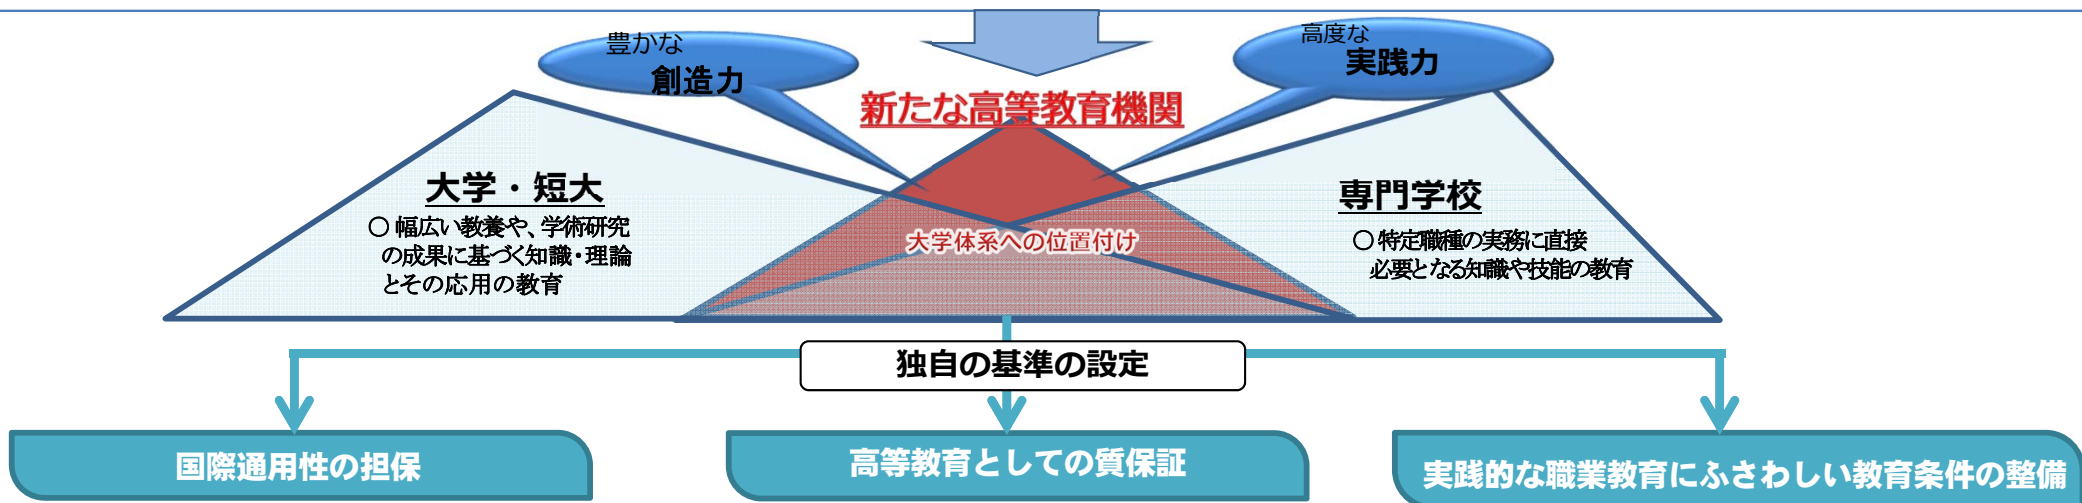 豊かな
創造力
高度な
実践力
新たな高等教育機関
大学・短大
○ 幅広い教養や、学術研究
の成果に基づく知識・理論
とその応用の教育
大学体系への位置付け
専門学校
○ 特定職種の実務に直接
必要となる知識や技能の教育
独自の基準の設定
国際通用性の担保
高等教育としての質保証
実践的な職業教育にふさわしい教育条件の整備